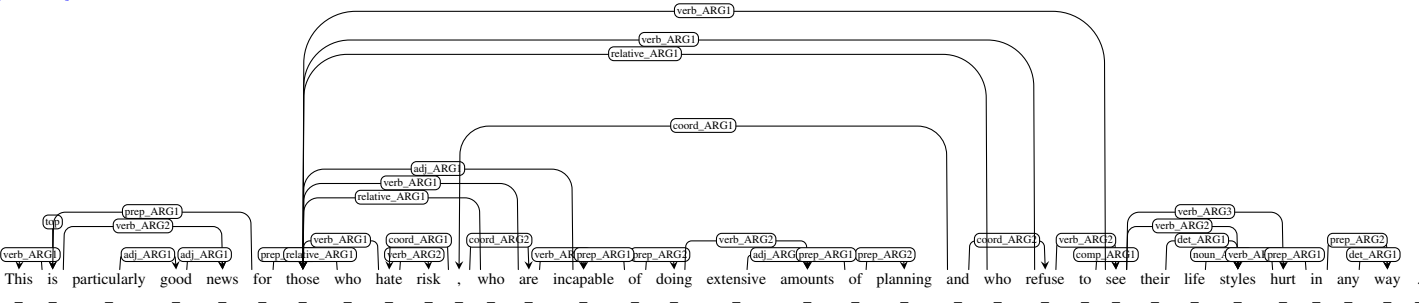 verb_ARG1
verb_ARG1
relative_ARG1
coord_ARG1
adj_ARG1
verb_ARG1
relative_ARG1
prep_ARG1 verb_ARG3
top verb_ARG2 verb_ARG2
verb_ARG1 coord_ARG1 coord_ARG2 verb_ARG2 coord_ARG2 verb_ARG2 det_ARG1 prep_ARG2
verb_ARG1 adj_ARG1 adj_ARG1 relative_ARG1 verb_ARG2 prep_ARG1 prep_ARG2 prep_ARG1 prep_ARG2 comp_ARG1 prep_ARG1 det_ARG1
This is particularly good news for those who hate risk , who are incapable of doing extensive amounts of planning and who refuse to see their life styles hurt in any way .